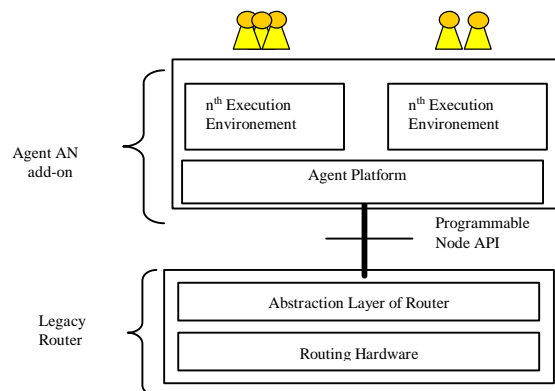 nth Execution
Environement
nth Execution
Environement
Agent AN
add-on
Agent Platform
Programmable
Node API
Abstraction Layer of Router
Legacy
Router
Routing Hardware